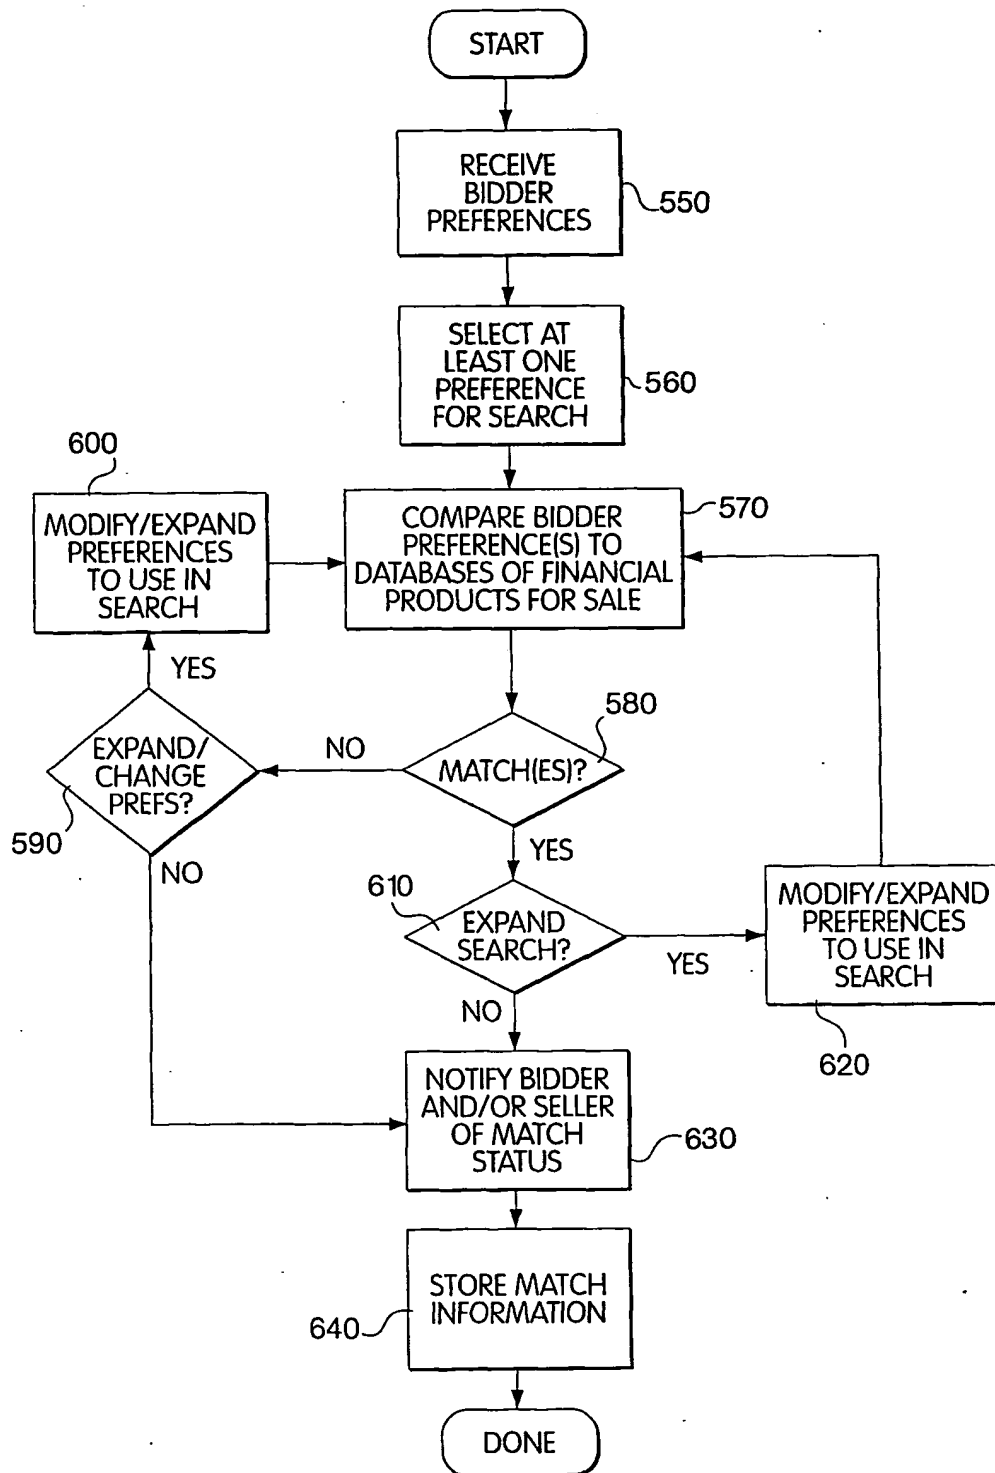 START
RECEIVE
BIDDER
PREFERENCES
550
SELECT AT
LEAST ONE
PREFERENCE
FOR SEARCH
560
600
MODIFY/EXPAND
PREFERENCES
TO USE IN
SEARCH
COMPARE BIDDER
PREFERENCE(S) TO
DATABASES OF FINANCIAL
PRODUCTS FOR SALE
570
YES
580
EXPAND/
CHANGE
PREFS?
NO
MATCH(ES)?
590
NO
YES
610
EXPAND
SEARCH?
YES
MODIFY/EXPAND
PREFERENCES
TO USE IN
SEARCH
NO
620
NOTIFY BIDDER
AND/OR SELLER
OF MATCH
STATUS
630
STORE MATCH
INFORMATION
640
DONE